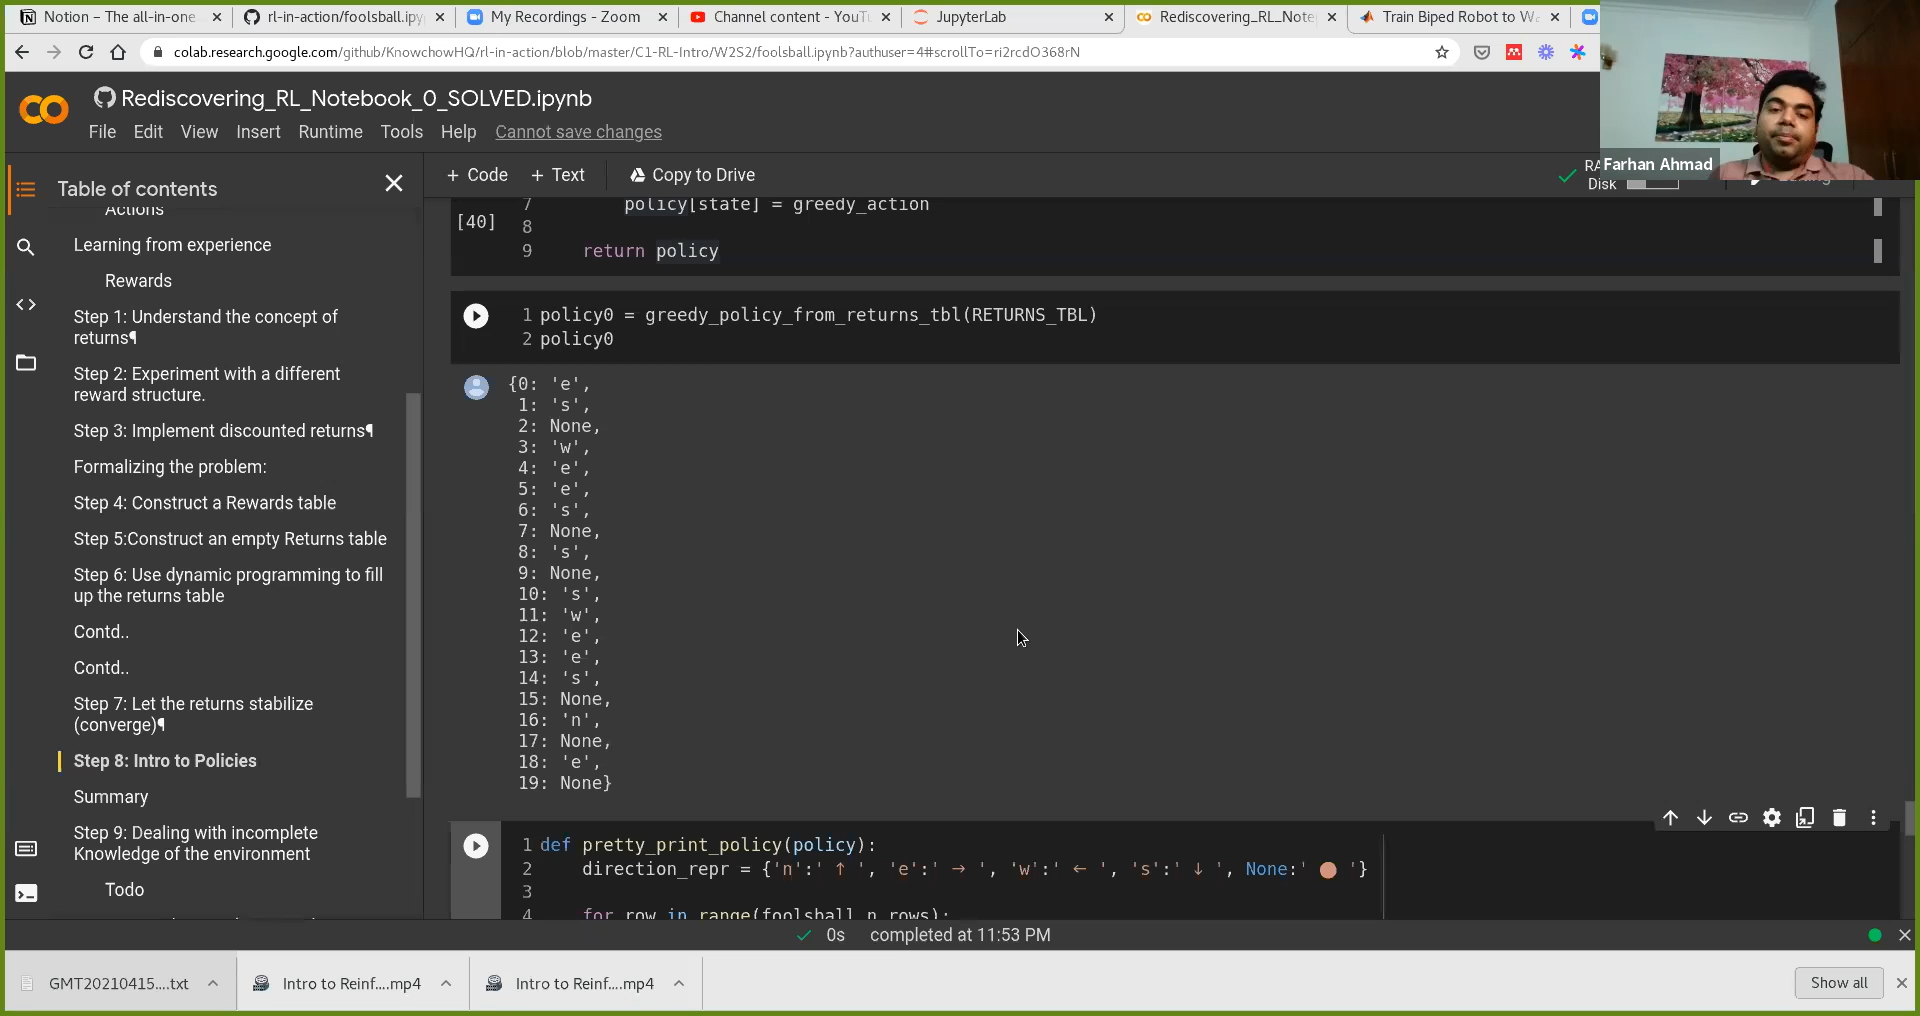 Notion – The all-in-one
rl-in-action/foolsball.ipy
My Recordings - Zoom
Channel content - YouTu
JupyterLab
Rediscovering_RL_Note
Train Biped Robot to Wa
colab.research.google.com/github/KnowchowHQ/rl-in-action/blob/master/C1-RL-Intro/W2S2/foolsball.ipynb?authuser=4#scrollTo=ri2rcdO368rN
Rediscovering_RL_Notebook_0_SOLVED.ipynb
File Edit View Insert Runtime Tools Help Cannot save changes
Farhan Ahmad
+ Code + Text Copy to Drive
RA
Disk
Table of contents
Actions
Learning from experience
Rewards
Step 1: Understand the concept of
returns¶
Step 2: Experiment with a different
reward structure.
Step 3: Implement discounted returns¶
Formalizing the problem:
Step 4: Construct a Rewards table
Step 5:Construct an empty Returns table
Step 6: Use dynamic programming to fill
up the returns table
Contd..
Contd..
Step 7: Let the returns stabilize
(converge)¶
Step 8: Intro to Policies
Summary
Step 9: Dealing with incomplete
Knowledge of the environment
Todo
7 policy[state] = greedy_action
[40] 8
9 return policy
1 policy0 = greedy_policy_from_returns_tbl(RETURNS_TBL)
2 policy0
{0: 'e',
1: 's',
2: None,
3: 'w',
4: 'e',
5: 'e',
6: 's',
7: None,
8: 's',
9: None,
10: 's',
11: 'w',
12: 'e',
13: 'e',
14: 's',
15: None,
16: 'n',
17: None,
18: 'e',
19: None}
1 def pretty_print_policy(policy):
2 direction_repr = {'n':' ↑ ', 'e':' → ', 'w':' ← ', 's':' ↓ ', None:' ⬤ '}
3
4 for row in range(foolsball.n_rows):
0s completed at 11:53 PM
GMT20210415....txt
Intro to Reinf....mp4
Intro to Reinf....mp4
Show all